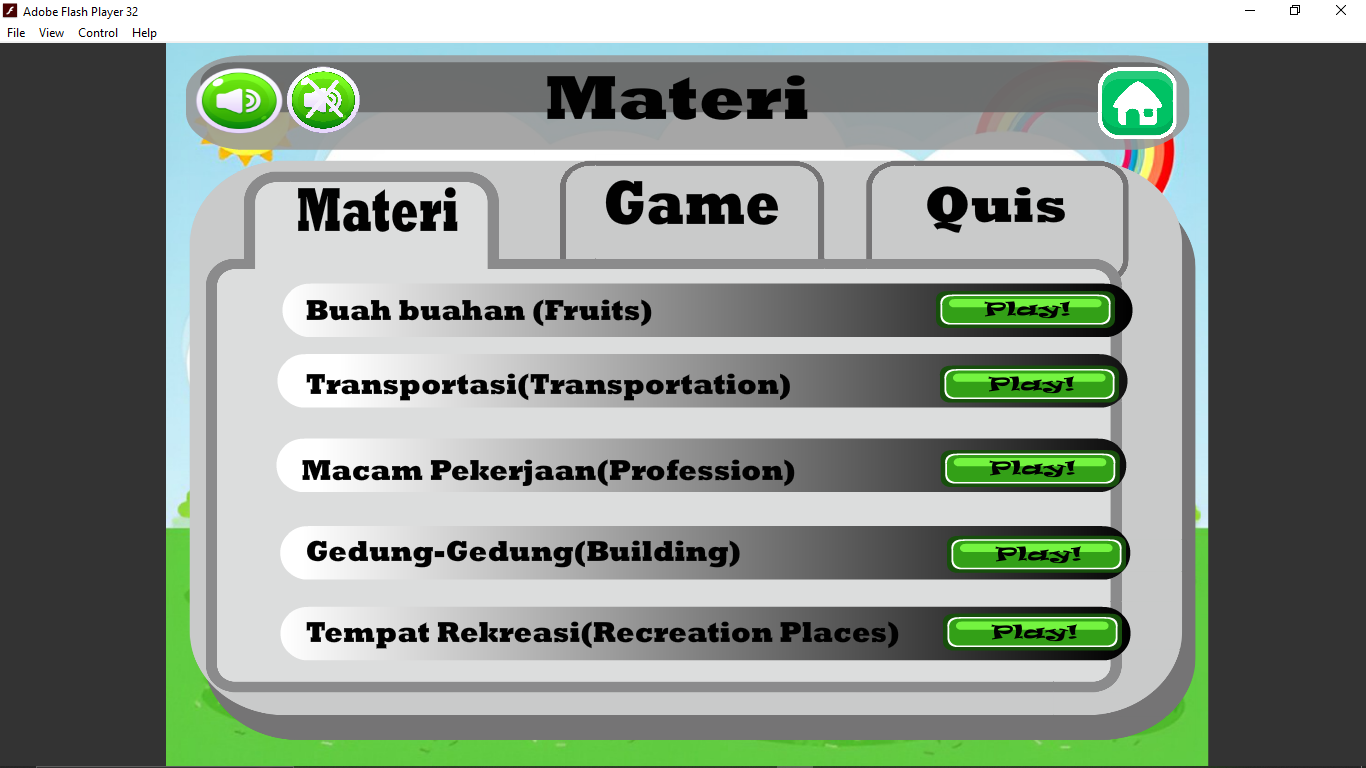 Adobe Flash Player 32
File View Control Help
Materi
Materi Game Quis
Buah buahan (Fruits) Play!
Transportasi(Transportation) Play!
Macam Pekerjaan(Profession) Play!
Gedung-Gedung(Building) Play!
Tempat Rekreasi(Recreation Places) Play!